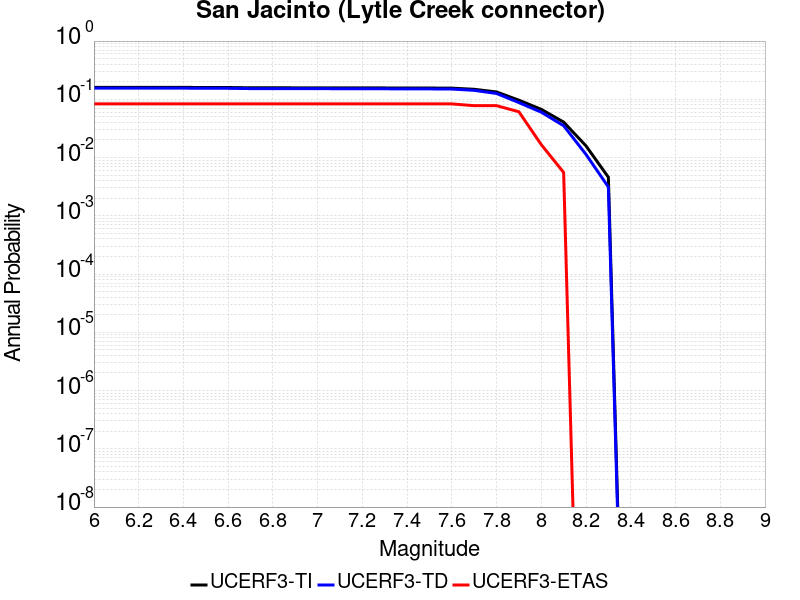 San Jacinto (Lytle Creek connector)
10^0
10^-1
10^-2
10^-3
10^-4
10^-5
10^-6
10^-7
10^-8
Annual Probability
6 6.2 6.4 6.6 6.8 7 7.2 7.4 7.6 7.8 8 8.2 8.4 8.6 8.8 9
Magnitude
UCERF3-TI UCERF3-TD UCERF3-ETAS